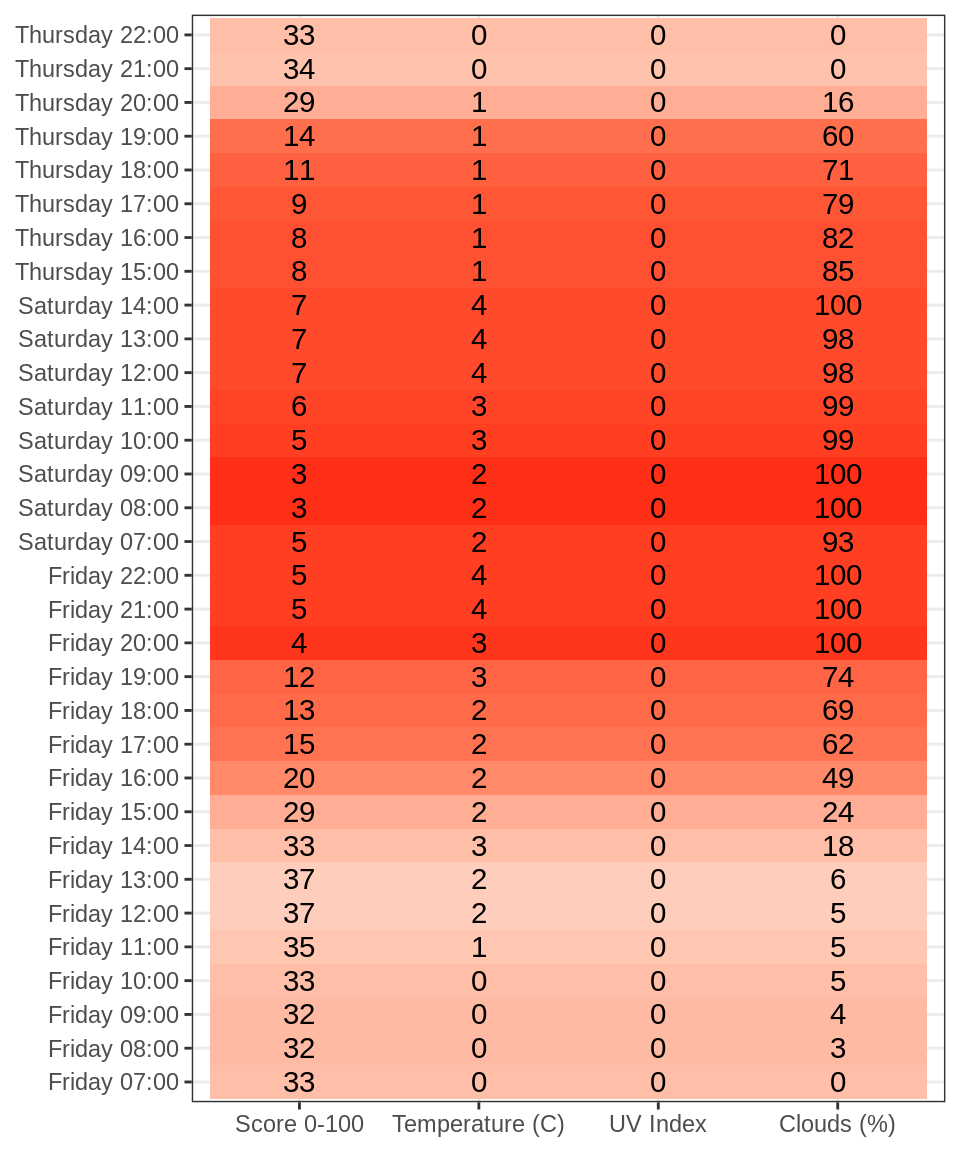 Thursday 22:00 33 0 0 0
Thursday 21:00 34 0 0 0
Thursday 20:00 29 1 0 16
Thursday 19:00 14 1 0 60
Thursday 18:00 11 1 0 71
Thursday 17:00 9 1 0 79
Thursday 16:00 8 1 0 82
Thursday 15:00 8 1 0 85
Saturday 14:00 7 4 0 100
Saturday 13:00 7 4 0 98
Saturday 12:00 7 4 0 98
Saturday 11:00 6 3 0 99
Saturday 10:00 5 3 0 99
Saturday 09:00 3 2 0 100
Saturday 08:00 3 2 0 100
Saturday 07:00 5 2 0 93
Friday 22:00 5 4 0 100
Friday 21:00 5 4 0 100
Friday 20:00 4 3 0 100
Friday 19:00 12 3 0 74
Friday 18:00 13 2 0 69
Friday 17:00 15 2 0 62
Friday 16:00 20 2 0 49
Friday 15:00 29 2 0 24
Friday 14:00 33 3 0 18
Friday 13:00 37 2 0 6
Friday 12:00 37 2 0 5
Friday 11:00 35 1 0 5
Friday 10:00 33 0 0 5
Friday 09:00 32 0 0 4
Friday 08:00 32 0 0 3
Friday 07:00 33 0 0 0
Score 0-100 Temperature (C) UV Index Clouds (%)